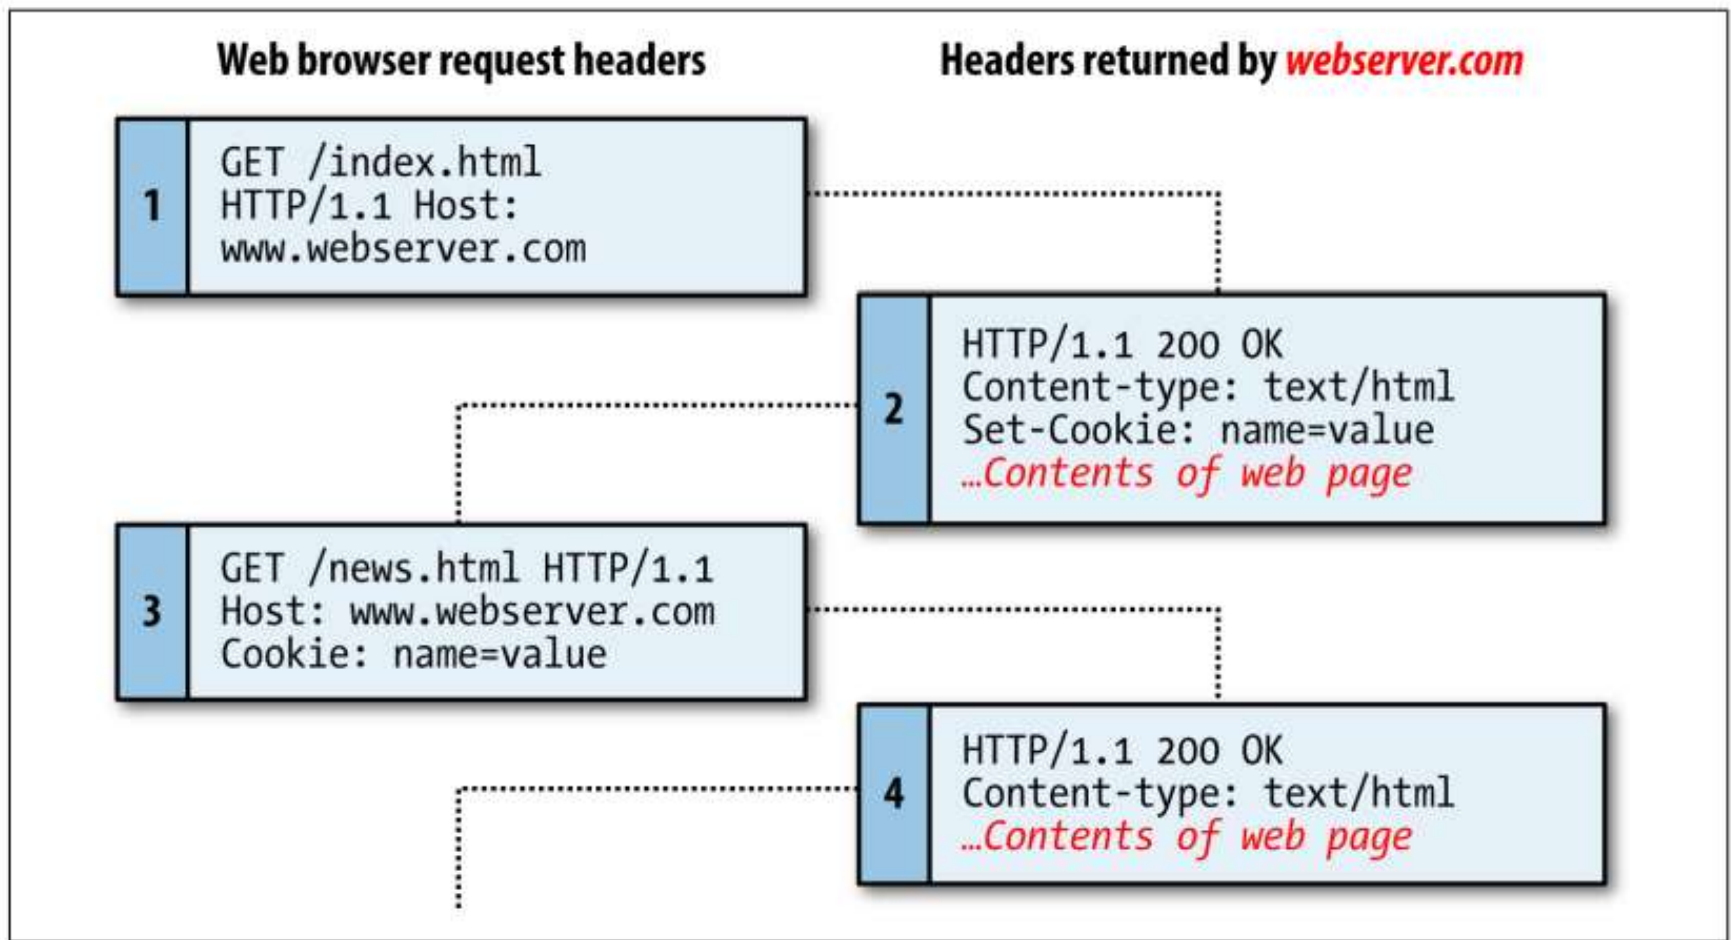 Web browser request headers
Headers returned by webserver.com
1
GET /index.html
HTTP/1.1 Host:
www.webserver.com
2
HTTP/1.1 200 OK
Content-type: text/html
Set-Cookie: name=value
…Contents of web page
3
GET /news.html HTTP/1.1
Host: www.webserver.com
Cookie: name=value
4
HTTP/1.1 200 OK
Content-type: text/html
…Contents of web page